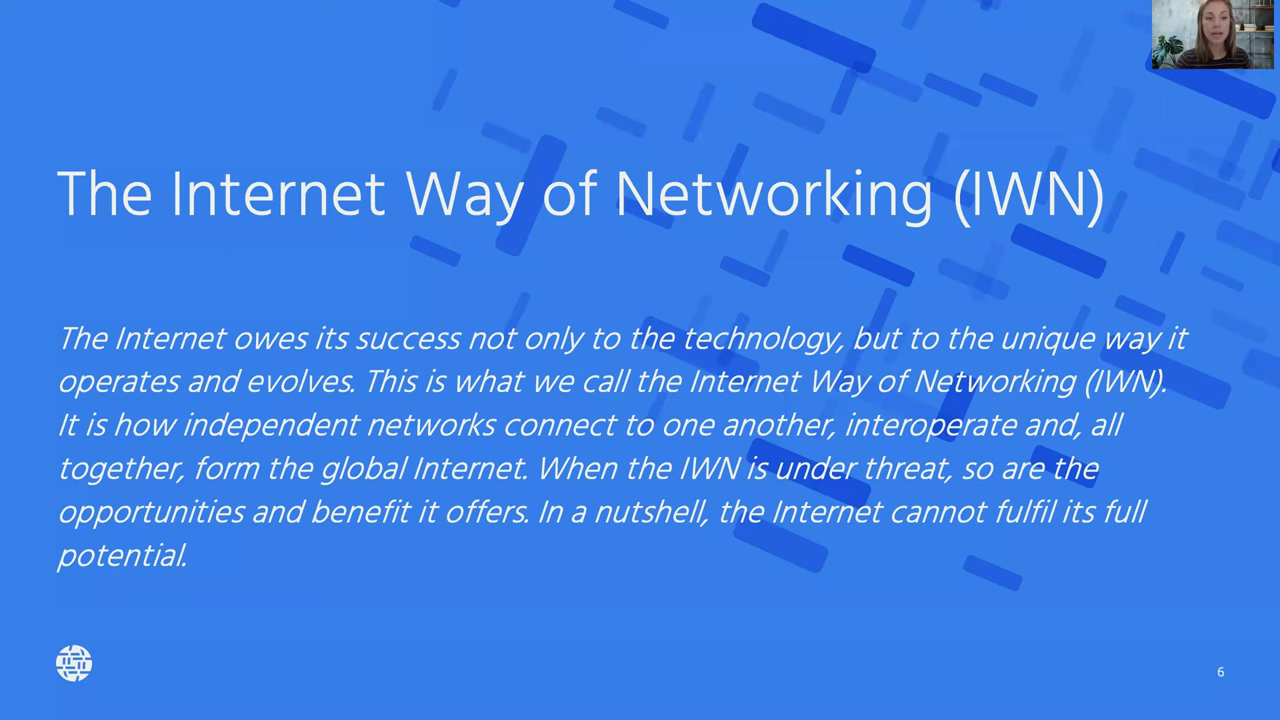 The Internet Way of Networking (IWN)
The Internet owes its success not only to the technology, but to the unique way it
operates and evolves. This is what we call the Internet Way of Networking (IWN).
It is how independent networks connect to one another, interoperate and, all
together, form the global Internet. When the IWN is under threat, so are the
opportunities and benefit it offers. In a nutshell, the Internet cannot fulfil its full
potential.
6